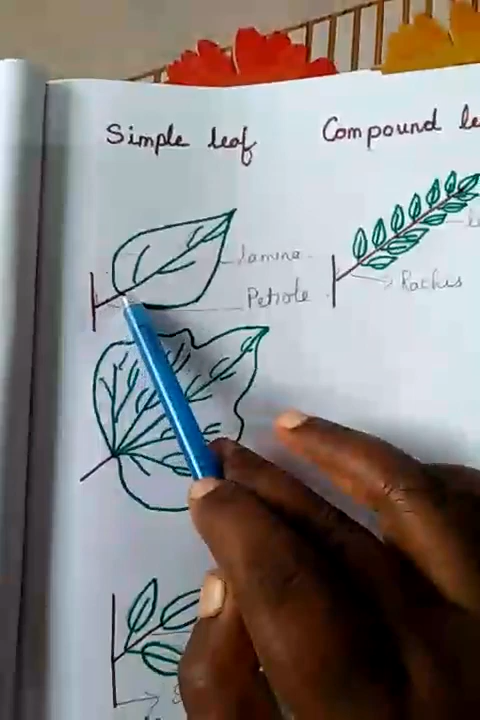 Simple leaf
Compound le
lamina
Petiole
Rachis